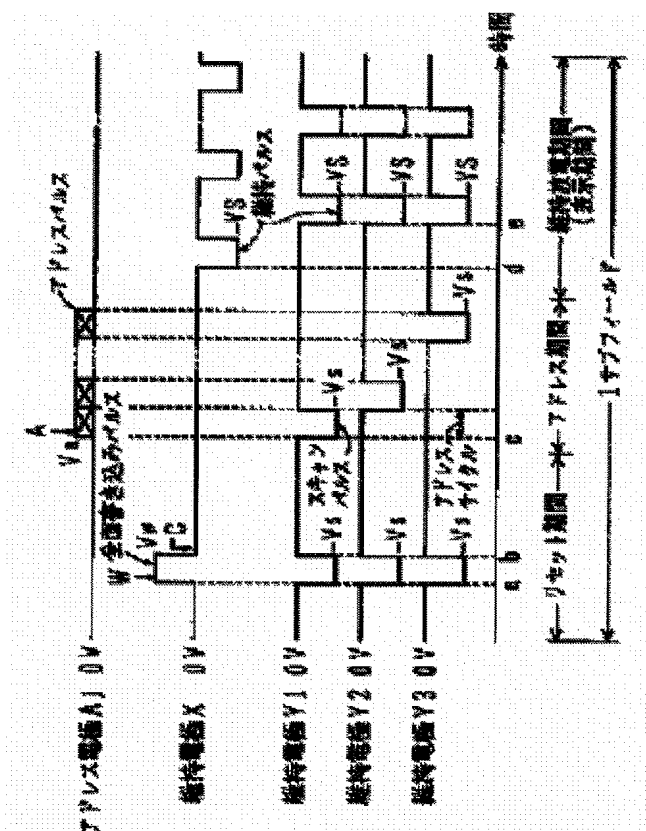 アドレス電極Aj 0V
A
Va
アドレスパルス
維持電極X 0V
W
全面書き込みパルス
Vw
C
VS
維持パルス
維持電極Y1 0V
Vs
スキャン
パルス
Vs
VS
維持電極Y2 0V
Vs
Vs
VS
維持電極Y3 0V
Vs
アドレス
サイクル
Vs
VS
a
b
c
d
e
時間
リセット期間
アドレス期間
維持放電期間
(表示期間)
1サブフィールド